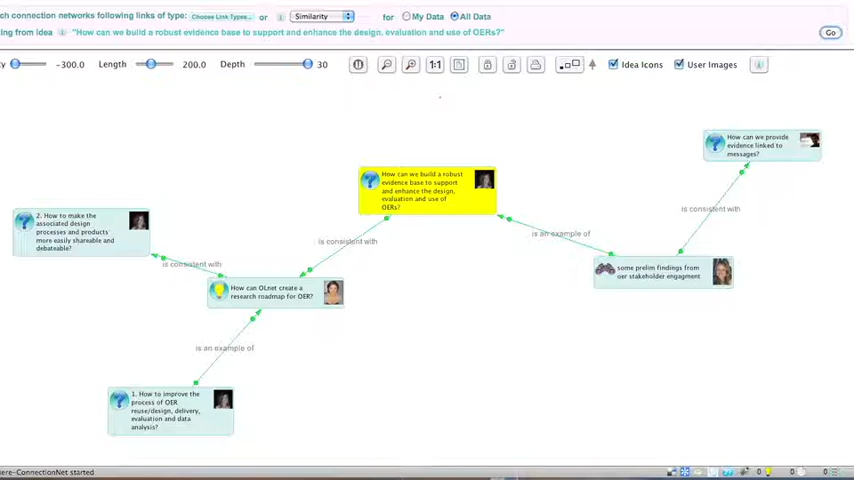 ch connection networks following links of type: Choose Link Types... or Similarity for My Data All Data
ing from idea "How can we build a robust evidence base to support and enhance the design, evaluation and use of OERs?" Go
ty -300.0 Length 200.0 Depth 30 1:1 Idea Icons User Images
How can we provide
evidence linked to
messages?
How can we build a robust
evidence base to support
and enhance the design,
evaluation and use of
OERs?
is consistent with
2. How to make the
associated design
processes and products
more easily shareable and
debateable?
is an example of
is consistent with
is consistent with
some prelim findings from
oer stakeholder engagment
How can OLnet create a
research roadmap for OER?
is an example of
1. How to improve the
process of OER
reuse/design, delivery,
evaluation and data
analysis?
ere-ConnectionNet started 0 0 0